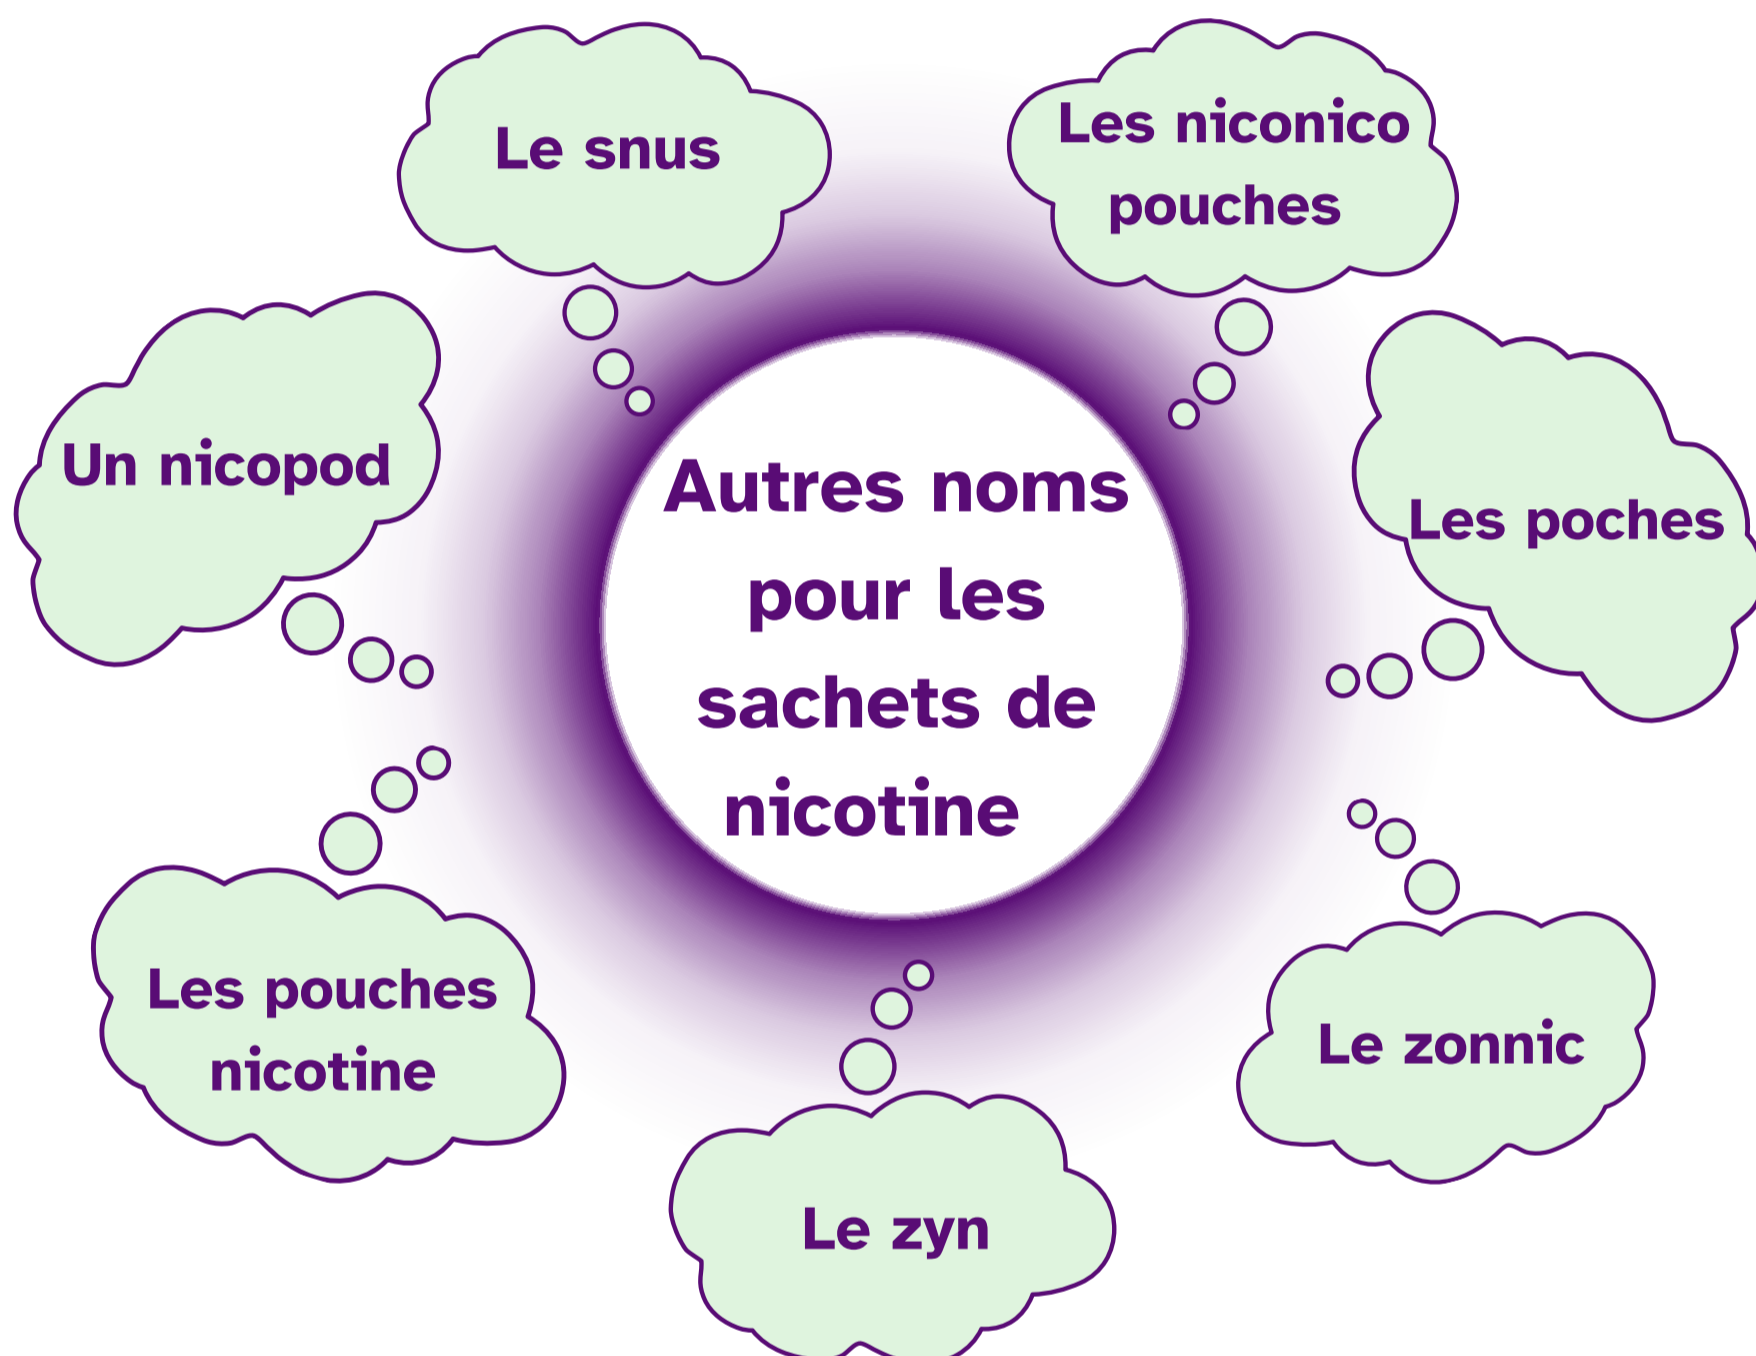 Le snus
Les niconico
pouches
Un nicopod
Autres noms
pour les
sachets de
nicotine
Les poches
Les pouches
nicotine
Le zonnic
Le zyn